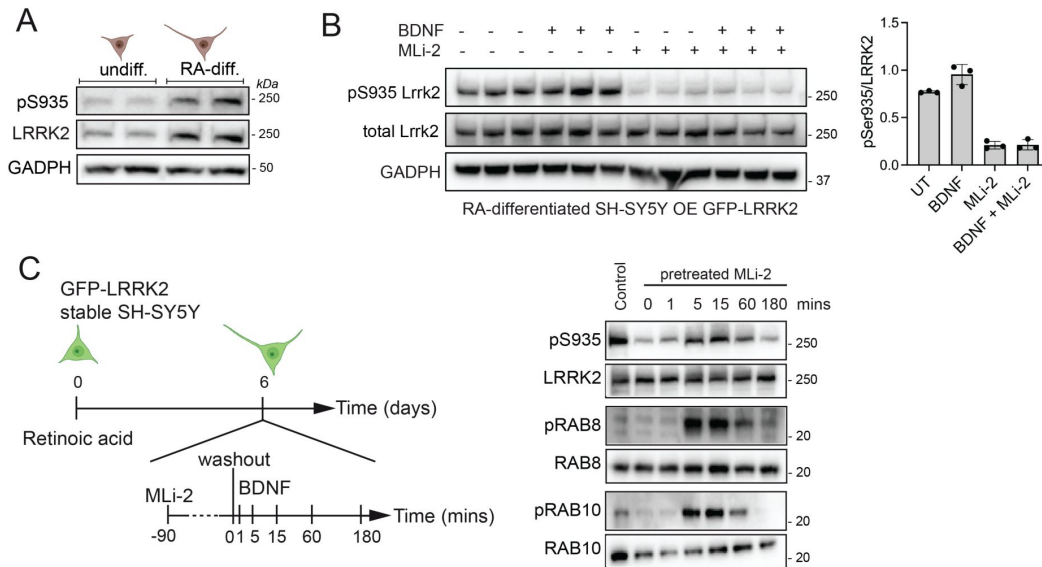 A
undiff.
RA-diff.
kDa
pS935
- 250
LRRK2
- 250
GADPH
- 50
B
BDNF - - - + + + - - - + + +
MLi-2 - - - - - - + + + + + +
pS935 Lrrk2
- 250
total Lrrk2
- 250
GADPH
- 37
RA-differentiated SH-SY5Y OE GFP-LRRK2
pSer935/LRRK2
1.5
1.0
0.5
0.0
UT
BDNF
MLi-2
BDNF + MLi-2
C
GFP-LRRK2
stable SH-SY5Y
0 6
Time (days)
Retinoic acid
washout
MLi-2
BDNF
Time (mins)
-90 0 1 5 15 60 180
Control
pretreated MLi-2
0 1 5 15 60 180 mins
pS935
- 250
LRRK2
- 250
pRAB8
- 20
RAB8
- 20
pRAB10
- 20
RAB10
- 20